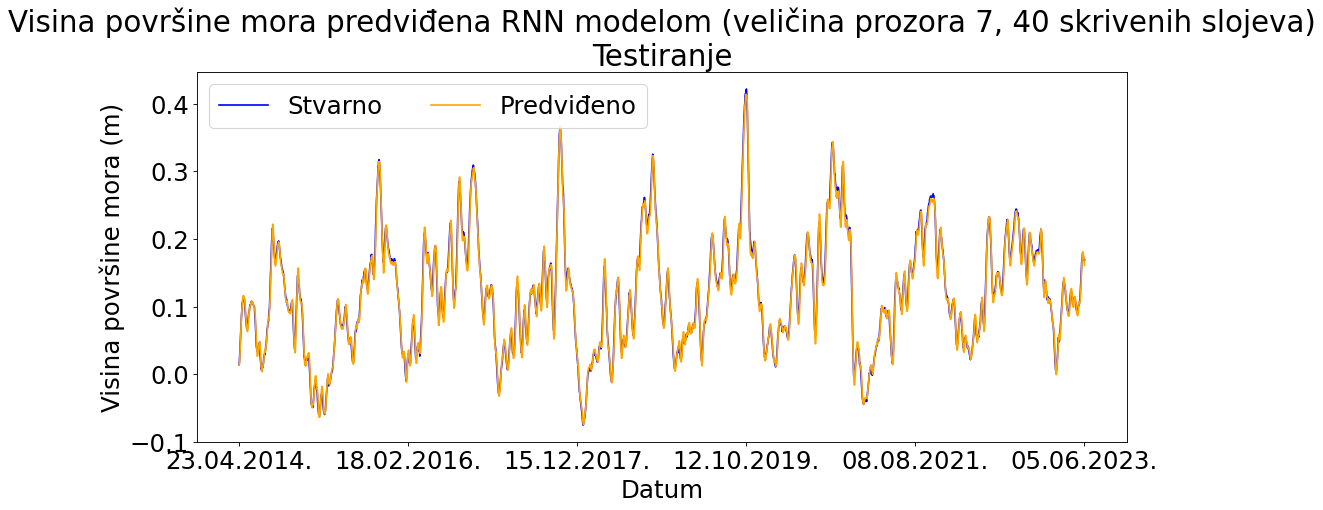 Visina površine mora predviđena RNN modelom (veličina prozora 7, 40 skrivenih slojeva)
Testiranje
Stvarno Predviđeno
Visina površine mora (m)
0.4
0.3
0.2
0.1
0.0
−0.1
23.04.2014. 18.02.2016. 15.12.2017. 12.10.2019. 08.08.2021. 05.06.2023.
Datum